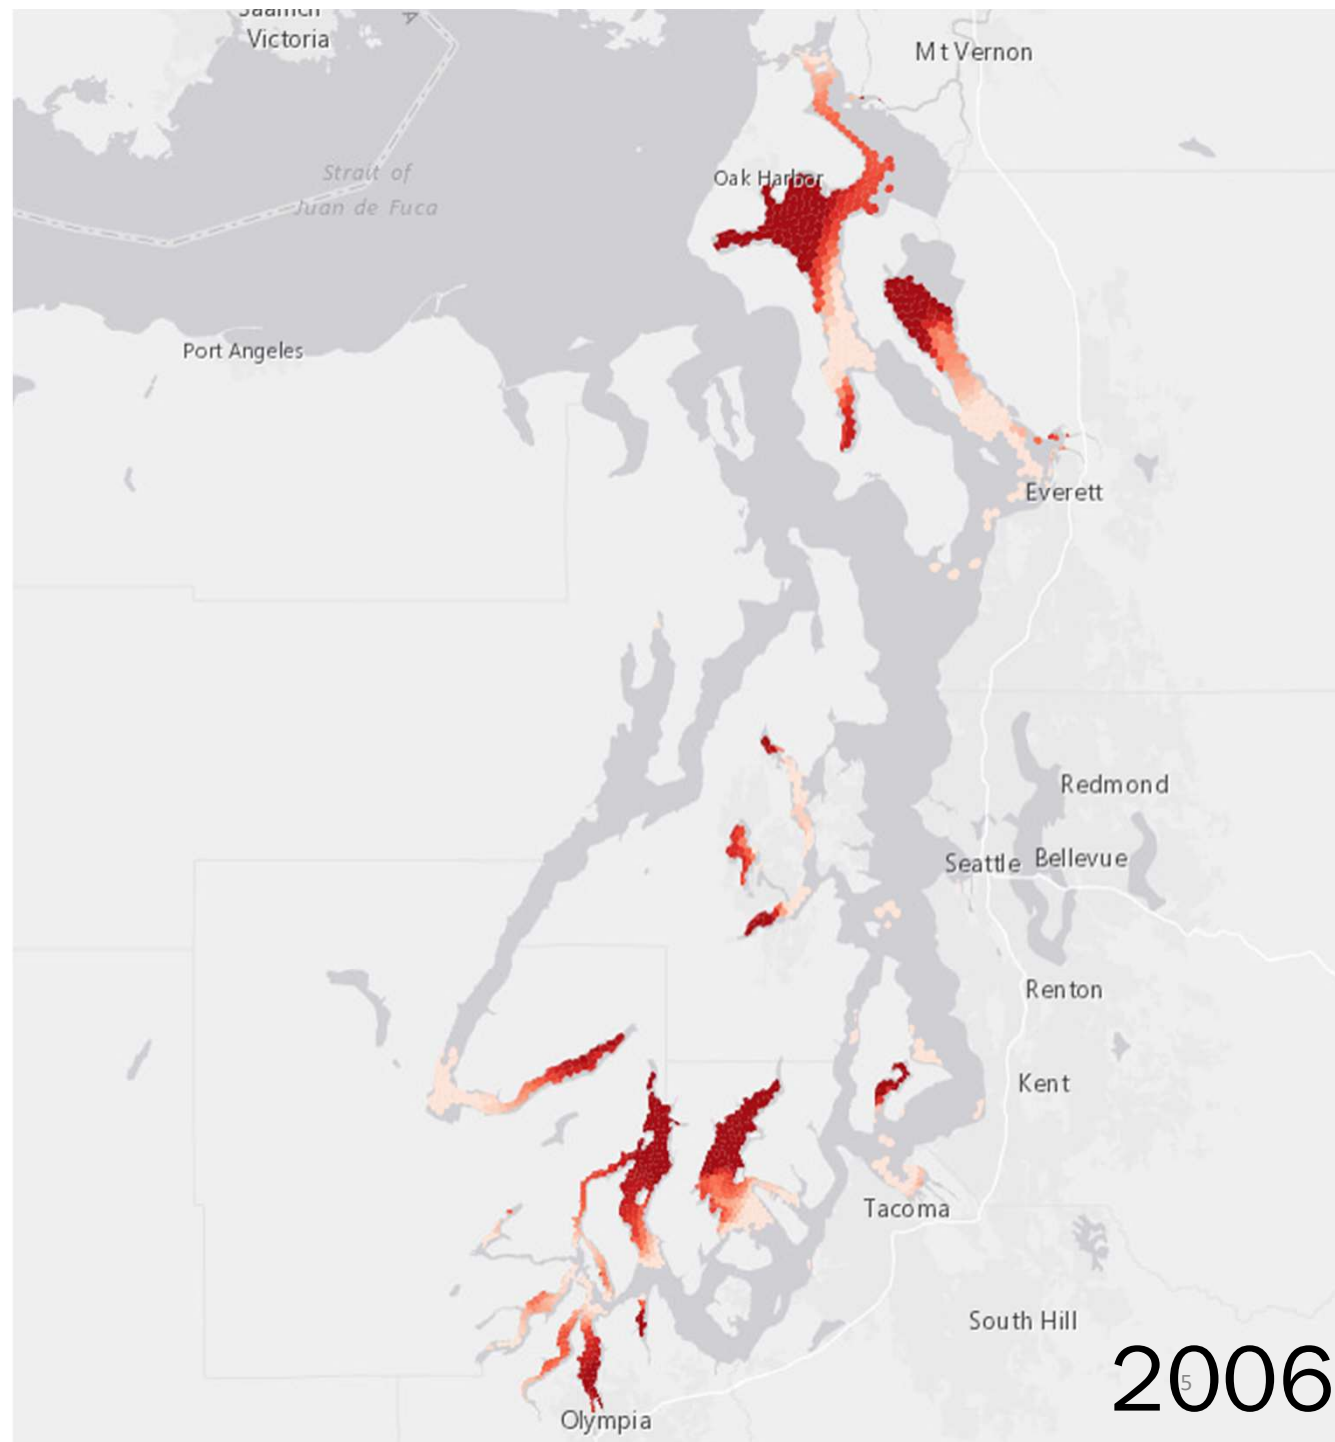 Victoria
Mt Vernon
Strait of
Juan de Fuca
Oak Harbor
Port Angeles
Everett
Redmond
Seattle
Bellevue
Renton
Kent
Tacoma
South Hill
2006
5
Olympia